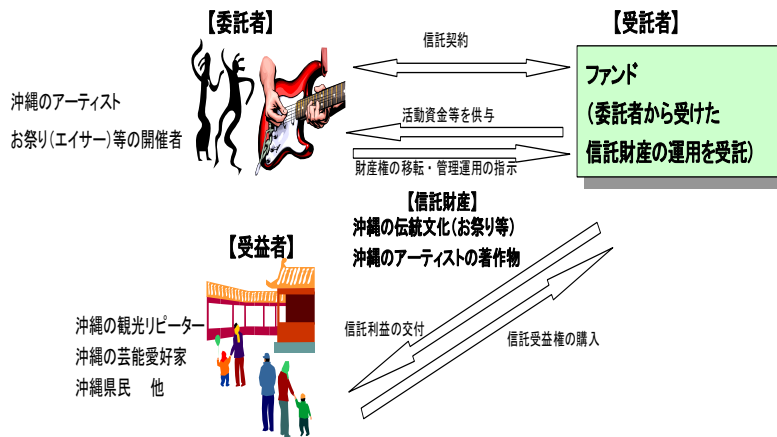 【委託者】
【受託者】
信託契約
沖縄のアーティスト
お祭り(エイサー)等の開催者
ファンド
(委託者から受けた
信託財産の運用を受託)
活動資金等を供与
財産権の移転・管理運用の指示
【信託財産】
沖縄の伝統文化(お祭り等)
沖縄のアーティストの著作物
【受益者】
沖縄の観光リピーター
沖縄の芸能愛好家
沖縄県民 他
信託利益の交付
信託受益権の購入